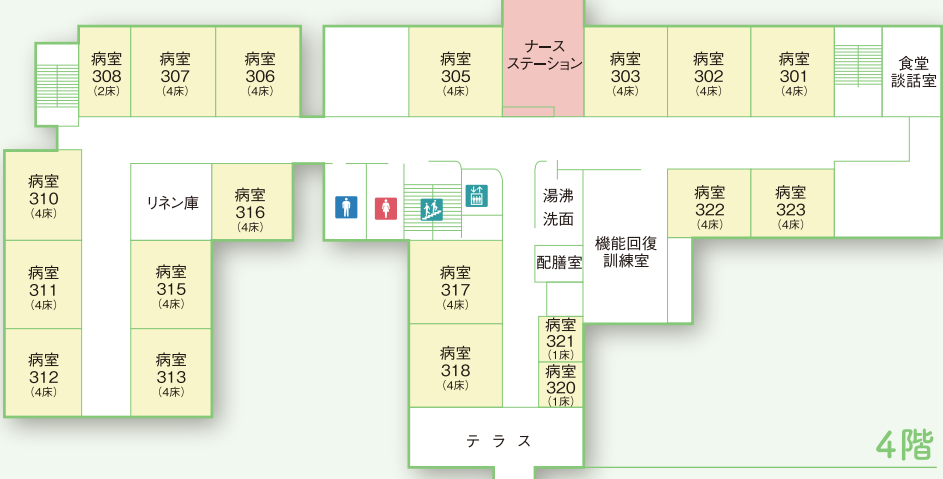 病室
308
(2床)
病室
307
(4床)
病室
306
(4床)
病室
305
(4床)
ナース
ステーション
病室
303
(4床)
病室
302
(4床)
病室
301
(4床)
食堂
談話室
病室
310
(4床)
リネン庫
病室
316
(4床)
湯沸
洗面
病室
322
(4床)
病室
323
(4床)
機能回復
訓練室
配膳室
病室
311
(4床)
病室
315
(4床)
病室
317
(4床)
病室
321
(1床)
病室
312
(4床)
病室
313
(4床)
病室
318
(4床)
病室
320
(1床)
テラス
4階